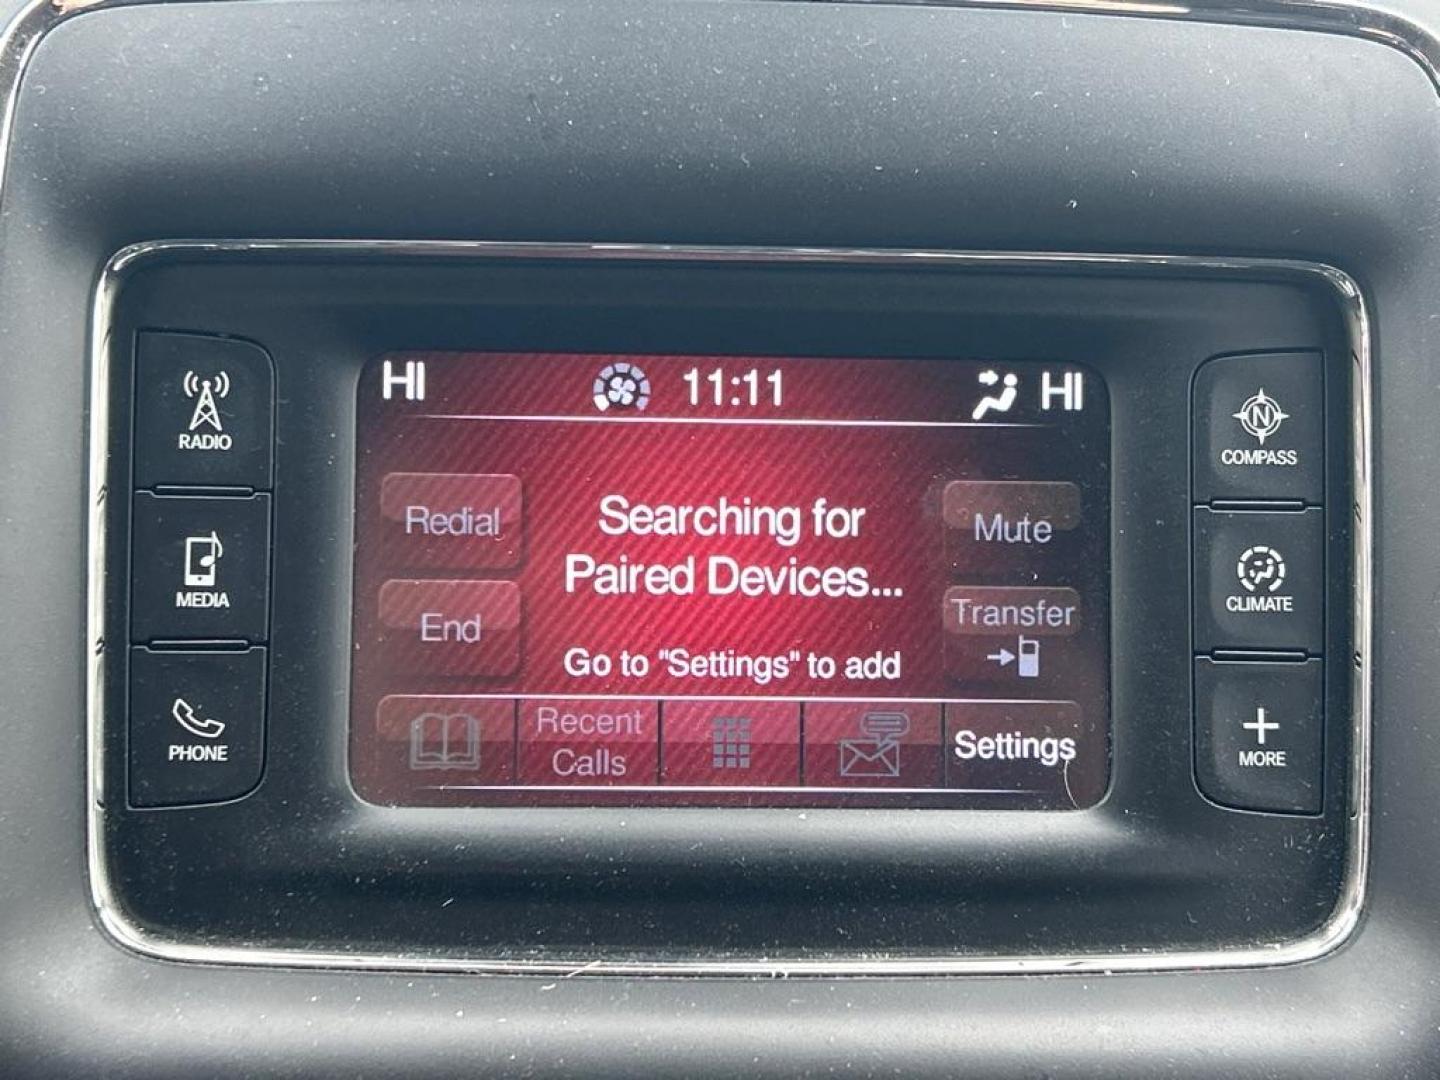 HI 11:11 HI
RADIO
MEDIA
PHONE
Redial
End
Searching for
Paired Devices...
Go to "Settings" to add
Mute
Transfer
Recent
Calls
Settings
N
COMPASS
CLIMATE
+
MORE